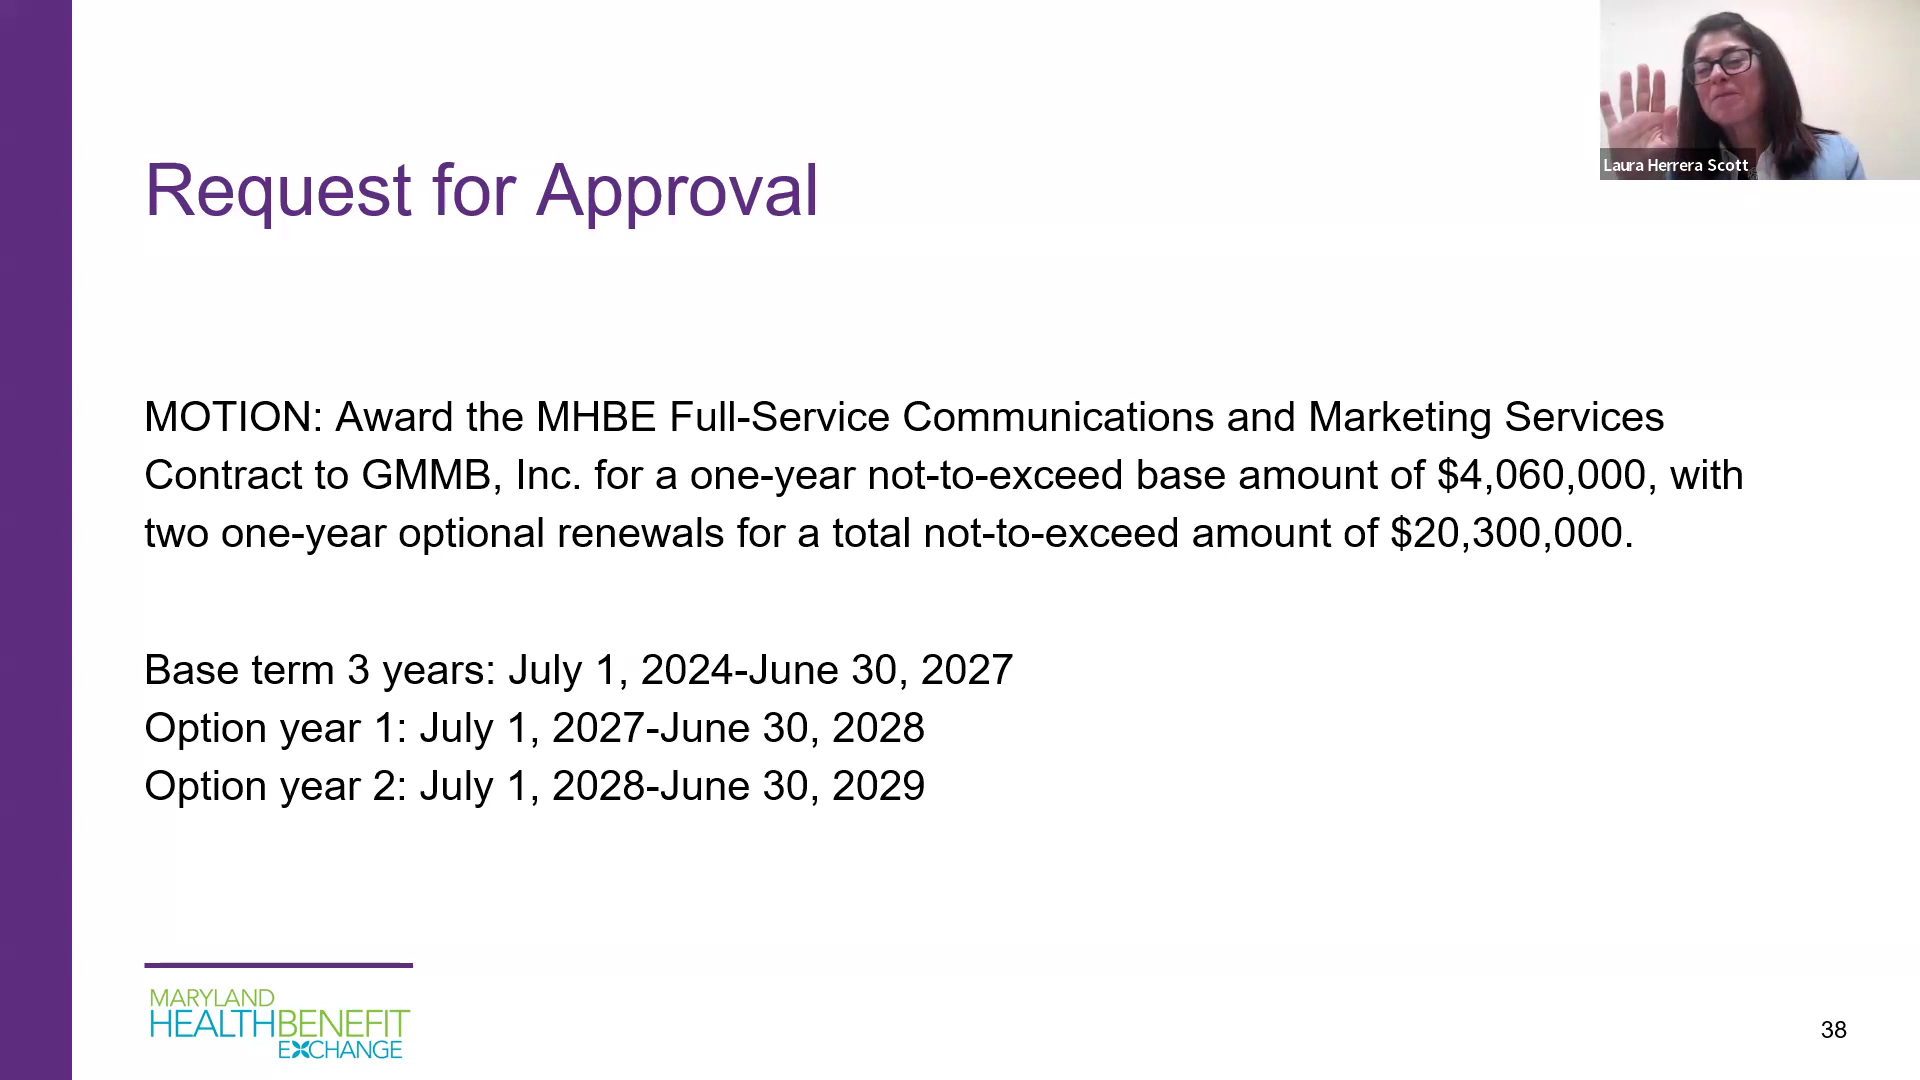 Laura Herrera Scott
Request for Approval
MOTION: Award the MHBE Full-Service Communications and Marketing Services
Contract to GMMB, Inc. for a one-year not-to-exceed base amount of $4,060,000, with
two one-year optional renewals for a total not-to-exceed amount of $20,300,000.
Base term 3 years: July 1, 2024-June 30, 2027
Option year 1: July 1, 2027-June 30, 2028
Option year 2: July 1, 2028-June 30, 2029
MARYLAND
HEALTHBENEFIT
EXCHANGE
38